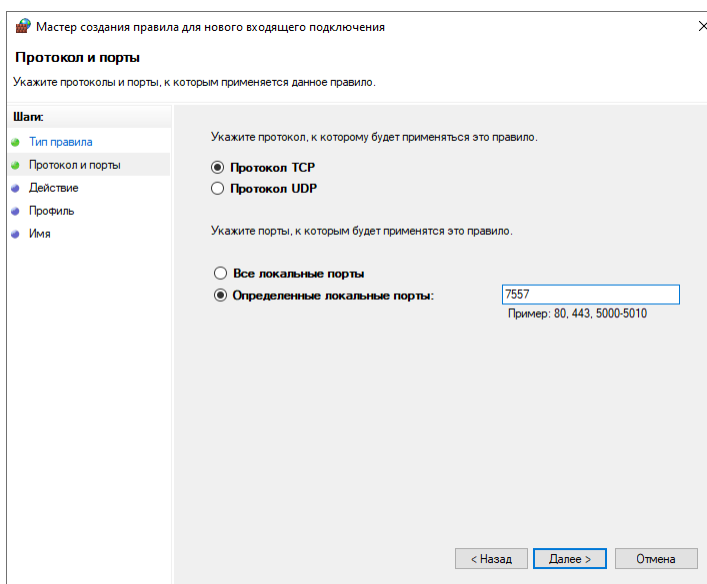 Мастер создания правила для нового входящего подключения
Протокол и порты
Укажите протоколы и порты, к которым применяется данное правило.
Шаги:
Тип правила
Протокол и порты
Действие
Профиль
Имя
Укажите протокол, к которому будет применяться это правило.
Протокол TCP
Протокол UDP
Укажите порты, к которым будет применятся это правило.
Все локальные порты
Определенные локальные порты:
7557
Пример: 80, 443, 5000-5010
< Назад
Далее >
Отмена